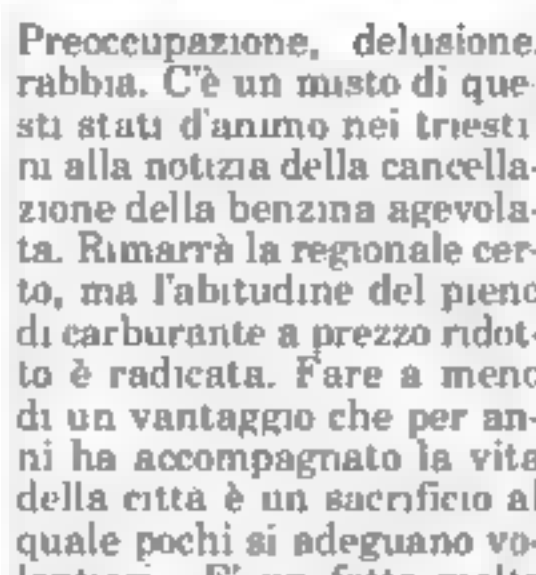 Preoccupazione, delusione,
rabbia. C'è un misto di que-
sti stati d'animo nei triesti
ni alla notizia della cancella-
zione della benzina agevola-
ta. Rimarrà la regionale cer-
to, ma l'abitudine del pieno
di carburante a prezzo ridot-
to è radicata. Fare a meno
di un vantaggio che per an-
ni ha accompagnato la vita
della città è un sacrificio al
quale pochi si adeguano vo-